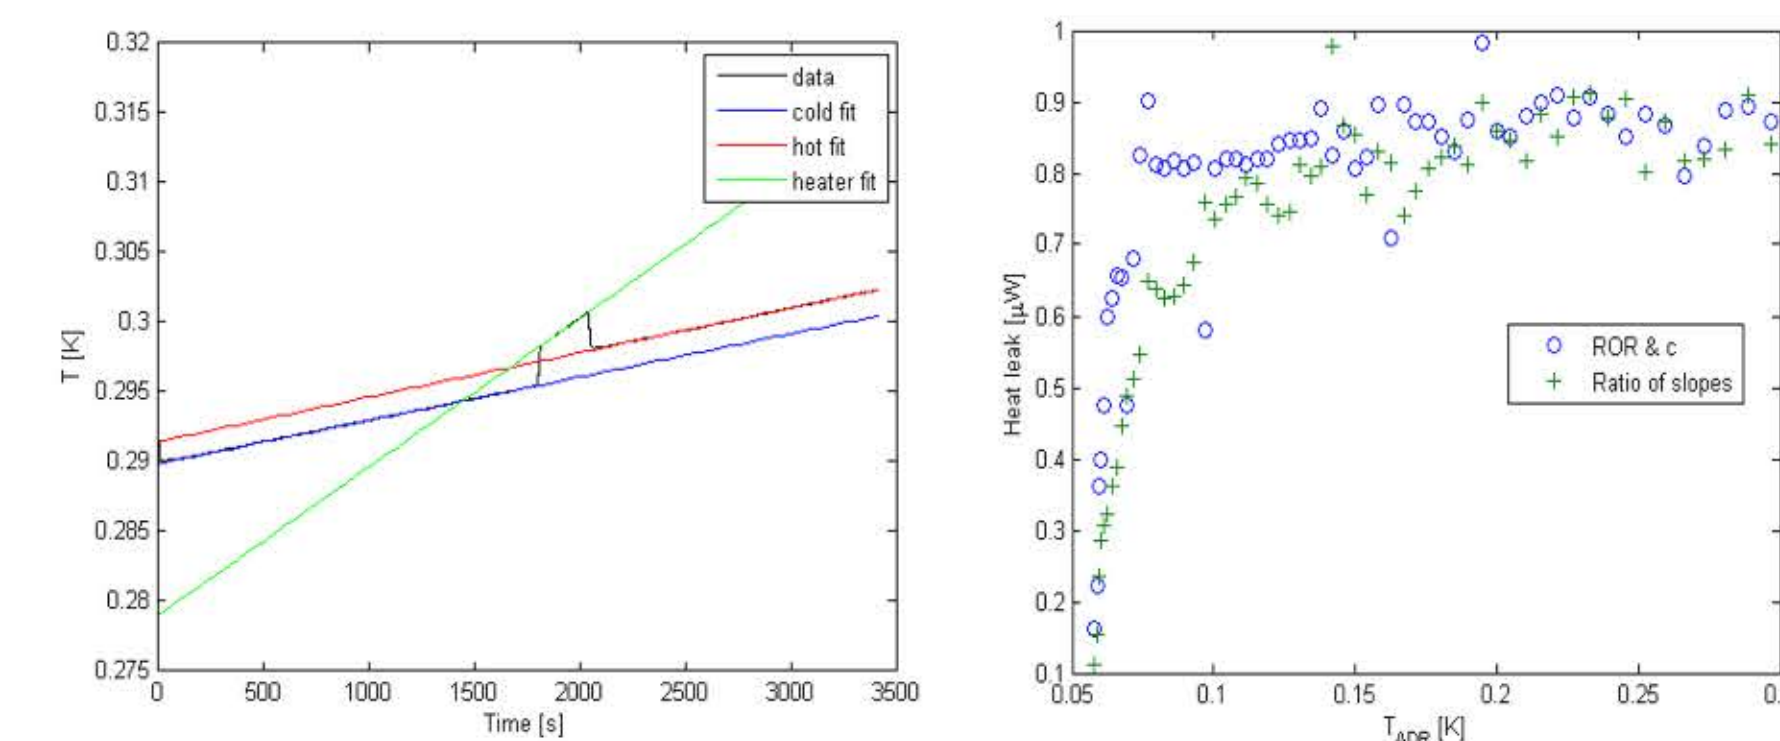 0.32
0.315
0.31
0.305
0.3
0.295
0.29
0.285
0.28
0.275
T [K]
0 500 1000 1500 2000 2500 3000 3500
Time [s]
data
cold fit
hot fit
heater fit
1
0.9
0.8
0.7
0.6
0.5
0.4
0.3
0.2
0.1
Heat leak [µW]
0.05 0.1 0.15 0.2 0.25 0.
T_ADR [K]
ROR & c
Ratio of slopes